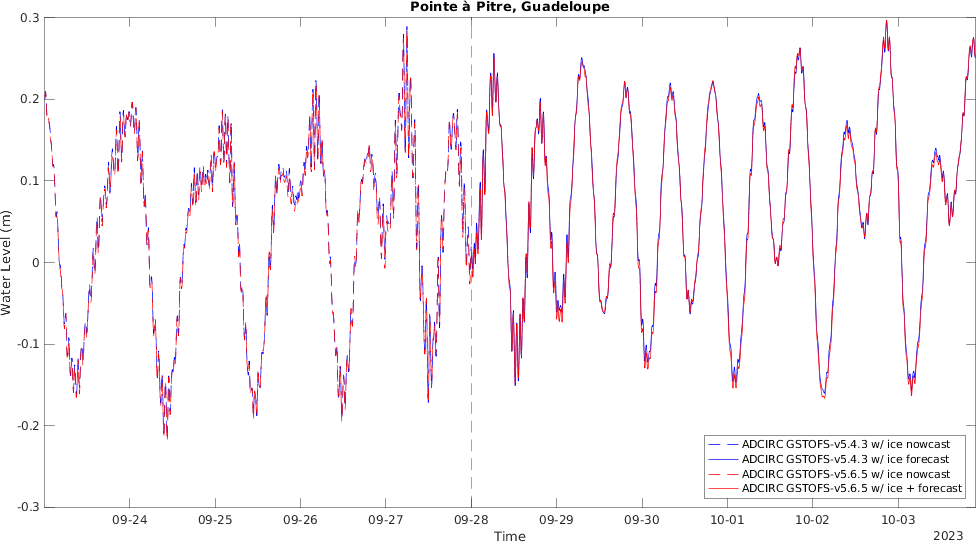 Pointe à Pitre, Guadeloupe
0.3
0.2
0.1
0
-0.1
-0.2
-0.3
Water Level (m)
09-24 09-25 09-26 09-27 09-28 09-29 09-30 10-01 10-02 10-03
Time
2023
ADCIRC GSTOFS-v5.4.3 w/ ice nowcast
ADCIRC GSTOFS-v5.4.3 w/ ice forecast
ADCIRC GSTOFS-v5.6.5 w/ ice nowcast
ADCIRC GSTOFS-v5.6.5 w/ ice + forecast